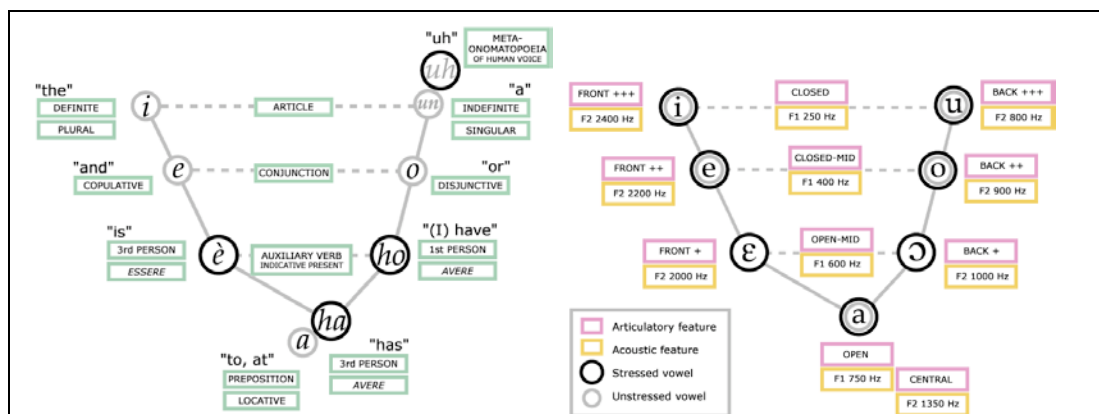 "uh"
META-
ONOMATOPOEIA
OF HUMAN VOICE
uh
"the"
DEFINITE
PLURAL
i
ARTICLE
un
"a"
INDEFINITE
SINGULAR
"and"
COPULATIVE
e
CONJUNCTION
o
"or"
DISJUNCTIVE
"is"
3rd PERSON
ESSERE
è
AUXILIARY VERB
INDICATIVE PRESENT
ho
"(I) have"
1st PERSON
AVERE
ha
a
"to, at"
PREPOSITION
LOCATIVE
"has"
3rd PERSON
AVERE
FRONT +++
F2 2400 Hz
i
CLOSED
F1 250 Hz
u
BACK +++
F2 800 Hz
FRONT ++
F2 2200 Hz
e
CLOSED-MID
F1 400 Hz
o
BACK ++
F2 900 Hz
FRONT +
F2 2000 Hz
ɛ
OPEN-MID
F1 600 Hz
ɔ
BACK +
F2 1000 Hz
a
OPEN
F1 750 Hz
CENTRAL
F2 1350 Hz
Articulatory feature
Acoustic feature
Stressed vowel
Unstressed vowel